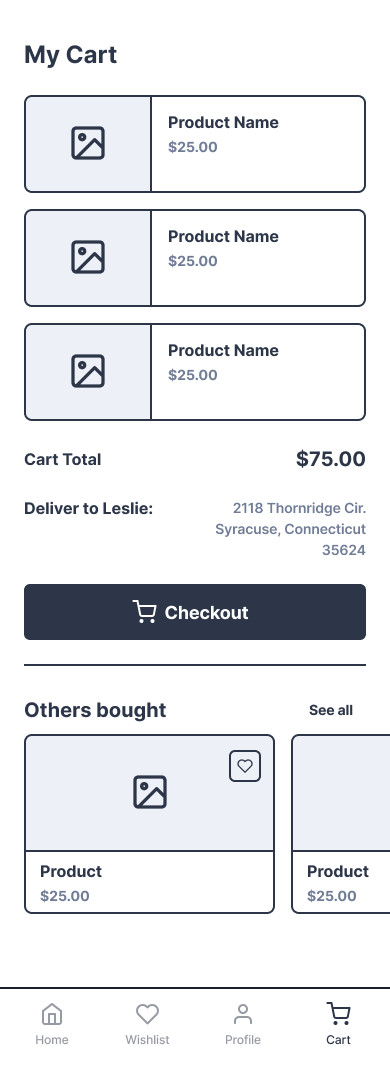 My Cart
Product Name
$25.00
Product Name
$25.00
Product Name
$25.00
Cart Total
$75.00
Deliver to Leslie:
2118 Thornridge Cir.
Syracuse, Connecticut
35624
Checkout
Others bought
See all
Product
$25.00
Product
$25.00
Home
Wishlist
Profile
Cart